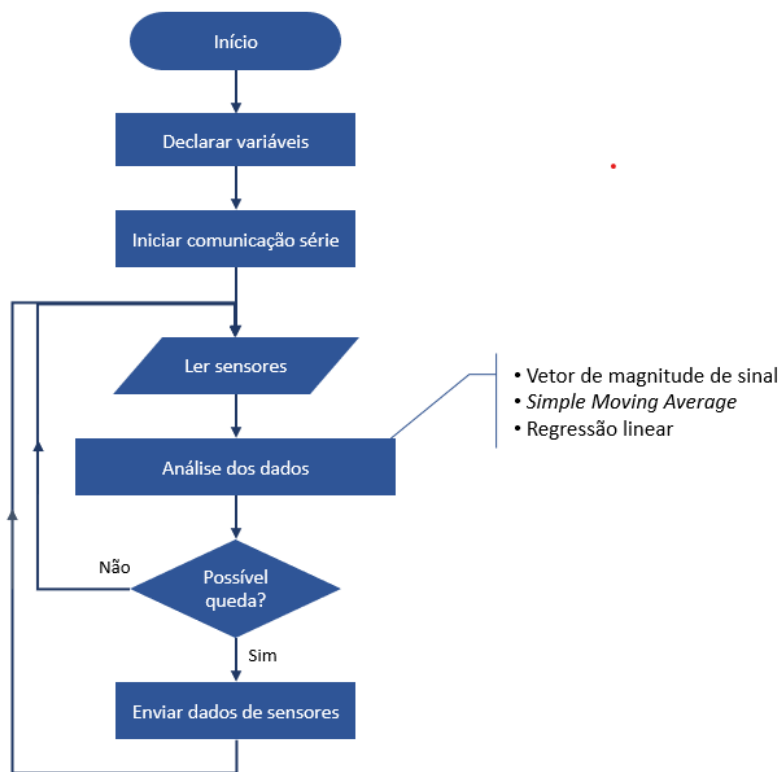 Início
Declarar variáveis
Iniciar comunicação série
Ler sensores
• Vetor de magnitude de sinal
• Simple Moving Average
• Regressão linear
Análise dos dados
Não
Possível
queda?
Sim
Enviar dados de sensores